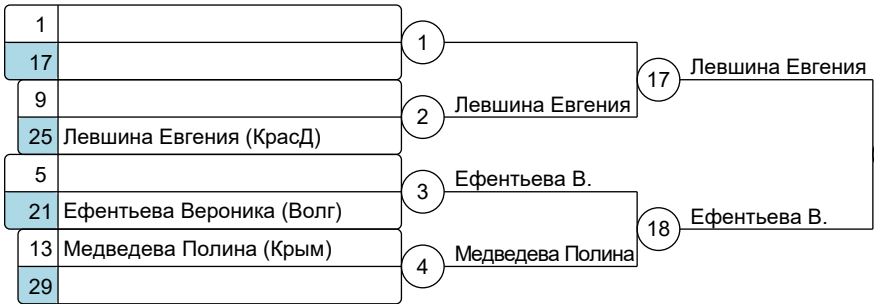 1
17
1
9
25 Левшина Евгения (КрасД)
2
Левшина Евгения
17
Левшина Евгения
5
21 Ефентьева Вероника (Волг)
3
Ефентьева В.
13 Медведева Полина (Крым)
29
4
Медведева Полина
18
Ефентьева В.